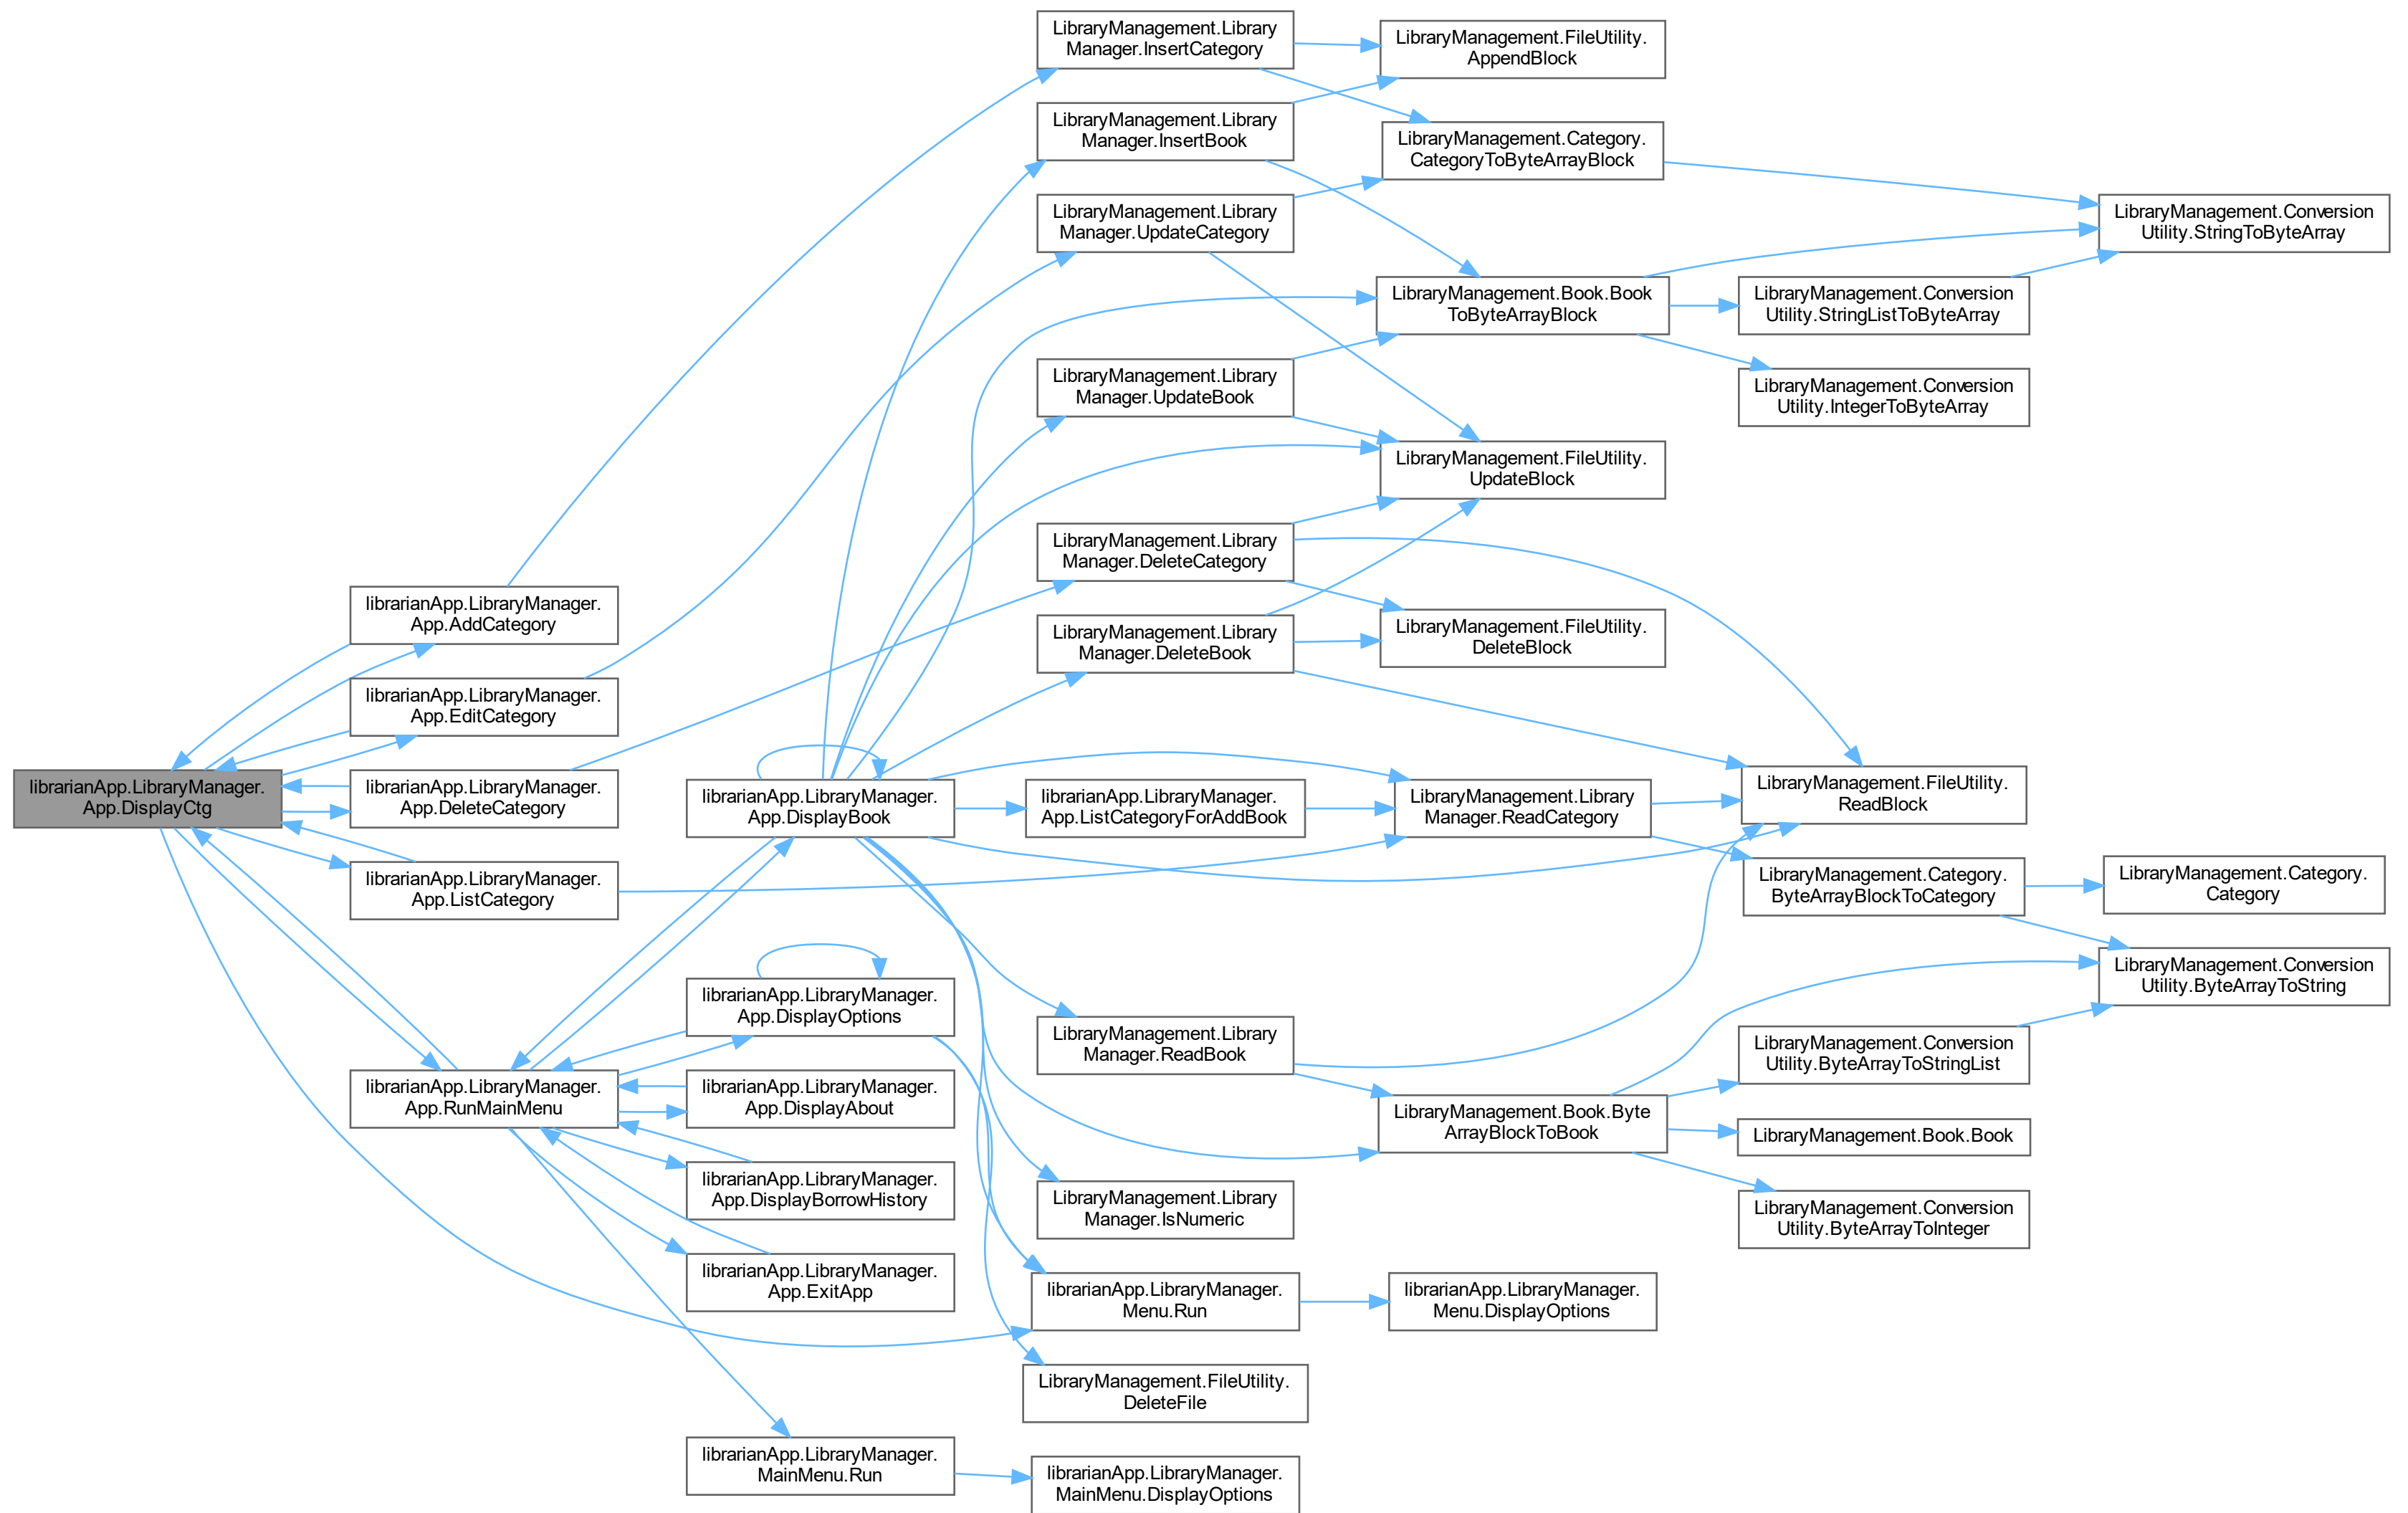 librarianApp.LibraryManager.
App.DisplayCtg
librarianApp.LibraryManager.
App.AddCategory
librarianApp.LibraryManager.
App.EditCategory
librarianApp.LibraryManager.
App.DeleteCategory
librarianApp.LibraryManager.
App.ListCategory
librarianApp.LibraryManager.
App.RunMainMenu
librarianApp.LibraryManager.
App.DisplayBook
librarianApp.LibraryManager.
App.DisplayOptions
librarianApp.LibraryManager.
App.DisplayAbout
librarianApp.LibraryManager.
App.DisplayBorrowHistory
librarianApp.LibraryManager.
App.ExitApp
librarianApp.LibraryManager.
MainMenu.Run
LibraryManagement.Library
Manager.InsertCategory
LibraryManagement.Library
Manager.InsertBook
LibraryManagement.Library
Manager.UpdateCategory
LibraryManagement.Library
Manager.UpdateBook
LibraryManagement.Library
Manager.DeleteCategory
LibraryManagement.Library
Manager.DeleteBook
librarianApp.LibraryManager.
App.ListCategoryForAddBook
LibraryManagement.Library
Manager.ReadBook
LibraryManagement.Library
Manager.IsNumeric
librarianApp.LibraryManager.
Menu.Run
LibraryManagement.FileUtility.
DeleteFile
librarianApp.LibraryManager.
MainMenu.DisplayOptions
LibraryManagement.FileUtility.
AppendBlock
LibraryManagement.Category.
CategoryToByteArrayBlock
LibraryManagement.Book.Book
ToByteArrayBlock
LibraryManagement.FileUtility.
UpdateBlock
LibraryManagement.FileUtility.
DeleteBlock
LibraryManagement.Library
Manager.ReadCategory
LibraryManagement.Book.Byte
ArrayBlockToBook
librarianApp.LibraryManager.
Menu.DisplayOptions
LibraryManagement.Conversion
Utility.StringListToByteArray
LibraryManagement.Conversion
Utility.IntegerToByteArray
LibraryManagement.FileUtility.
ReadBlock
LibraryManagement.Category.
ByteArrayBlockToCategory
LibraryManagement.Conversion
Utility.ByteArrayToStringList
LibraryManagement.Book.Book
LibraryManagement.Conversion
Utility.ByteArrayToInteger
LibraryManagement.Conversion
Utility.StringToByteArray
LibraryManagement.Category.
Category
LibraryManagement.Conversion
Utility.ByteArrayToString